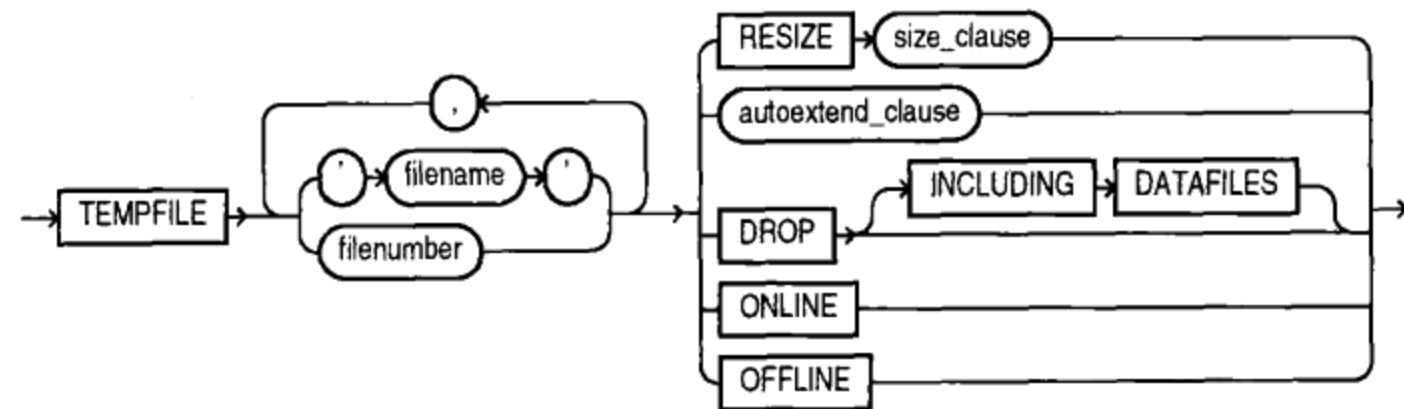 RESIZE size_clause
,
autoextend_clause
' filename '
INCLUDING DATAFILES
TEMPFILE
DROP
filenumber
ONLINE
OFFLINE